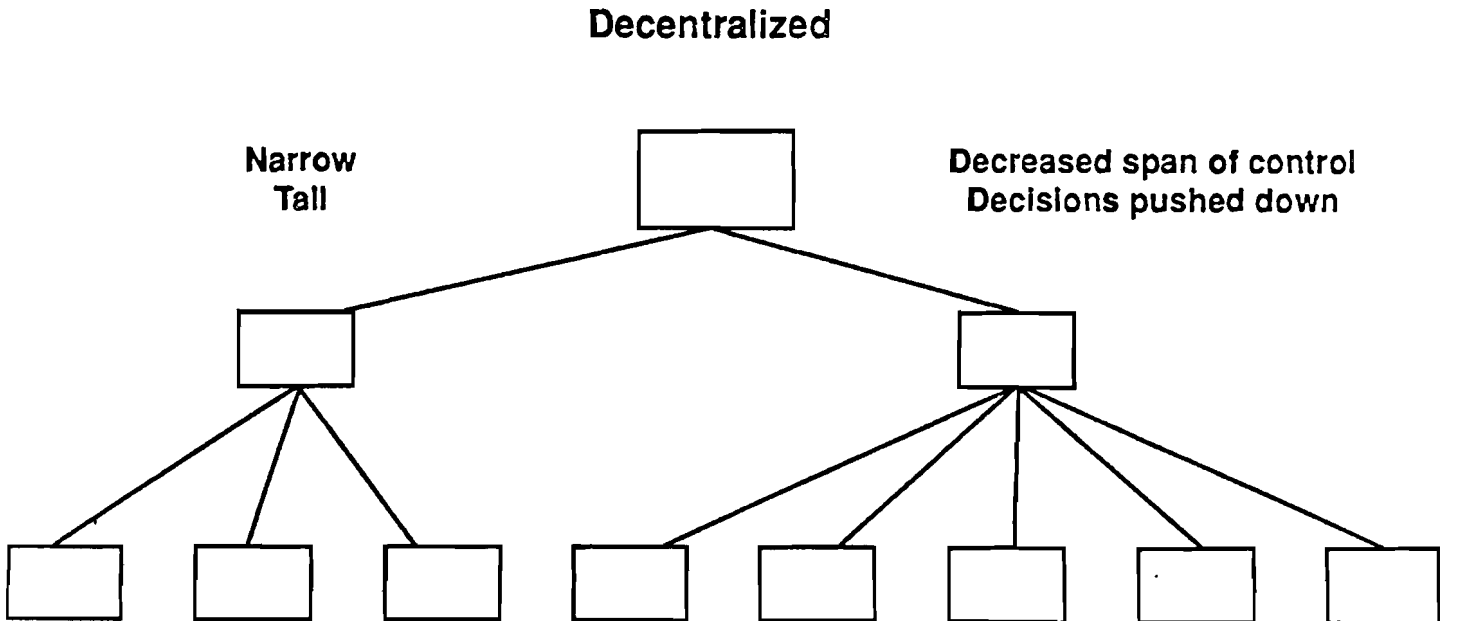 Decentralized
Narrow
Tall
Decreased span of control
Decisions pushed down